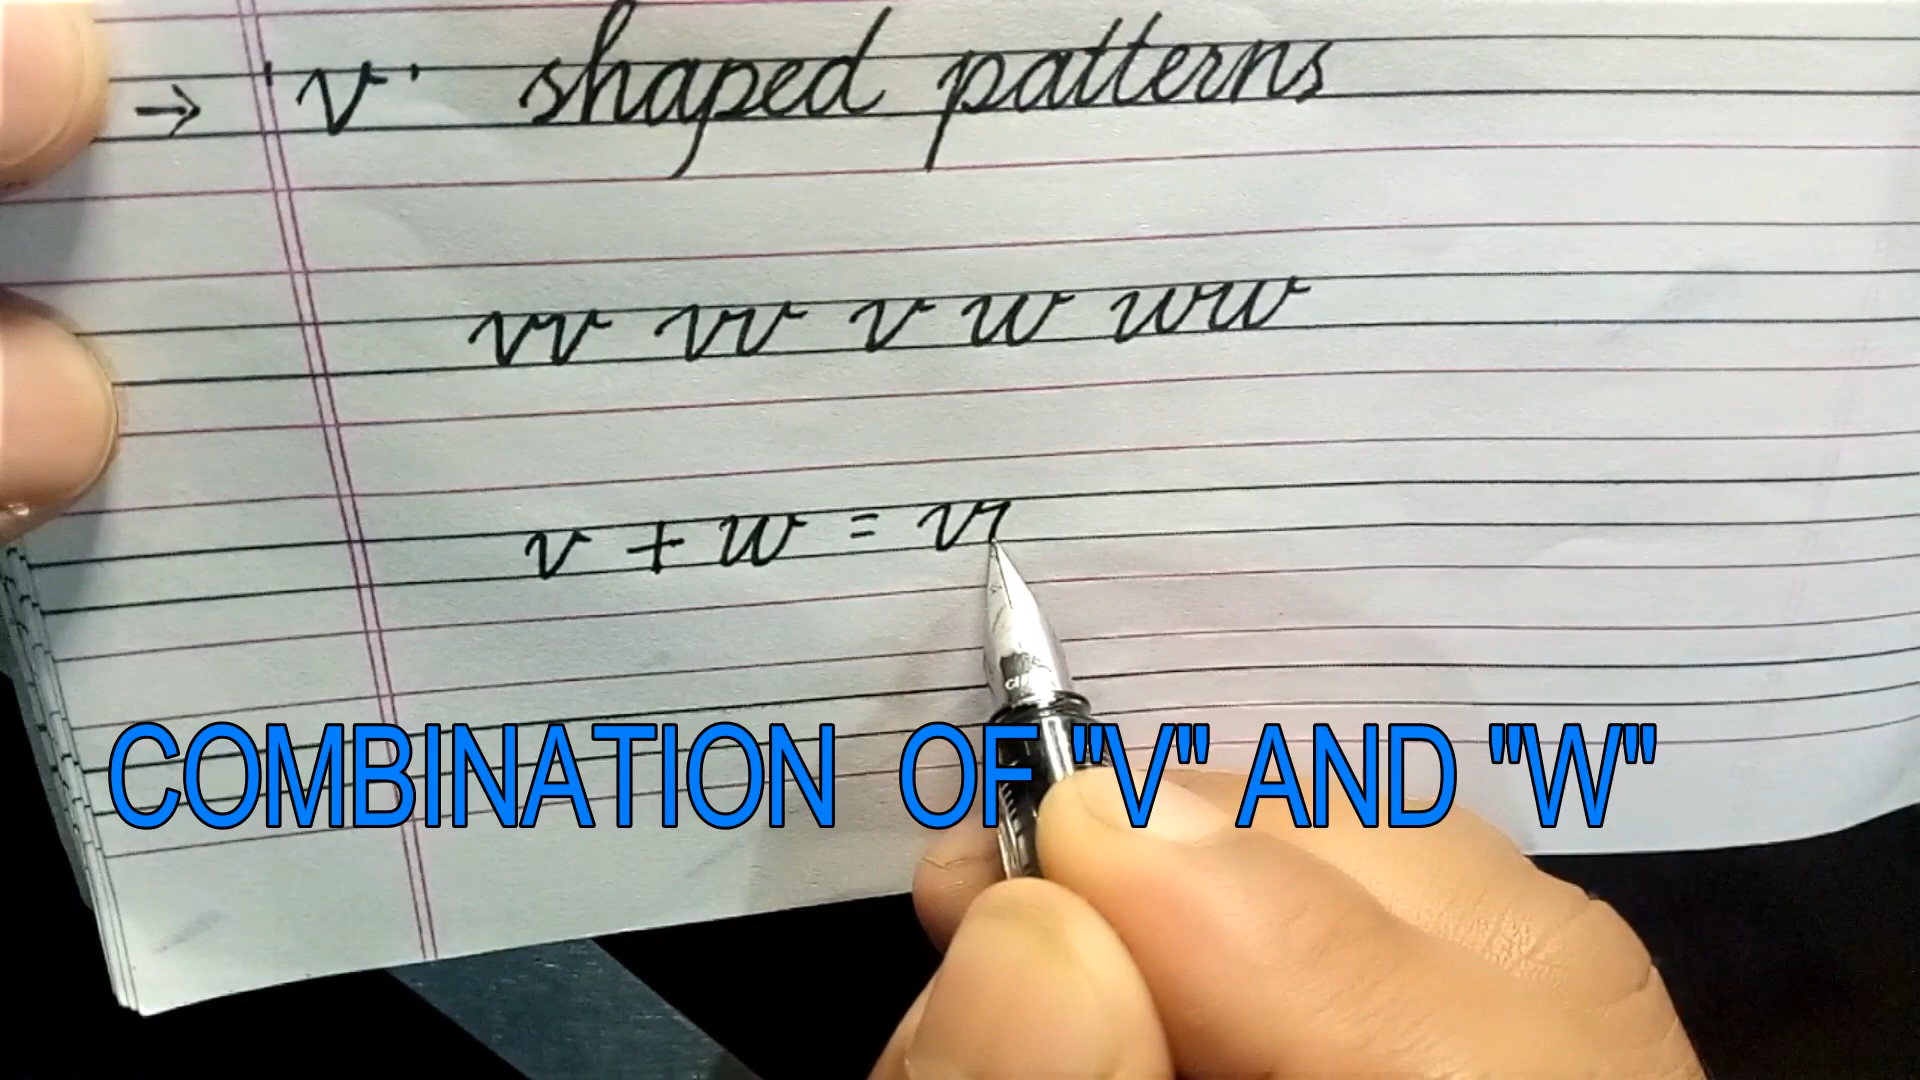 → 'v' shaped patterns
vv vv v w ww
v + w = v
COMBINATION OF "V" AND "W"